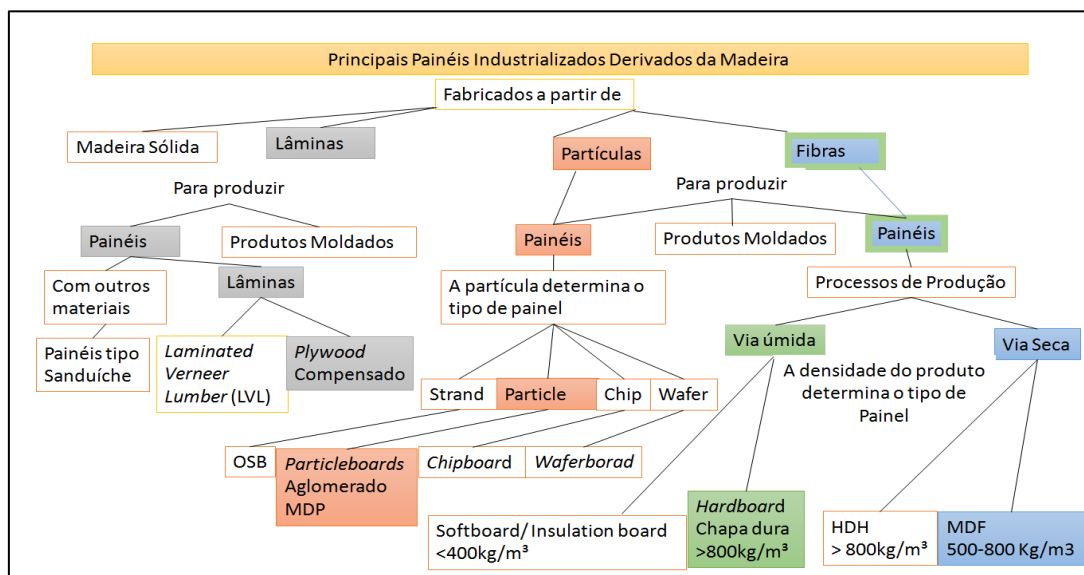 Principais Painéis Industrializados Derivados da Madeira
Fabricados a partir de
Madeira Sólida
Lâminas
Partículas
Fibras
Para produzir
Para produzir
Painéis
Produtos Moldados
Painéis
Produtos Moldados
Painéis
Com outros
materiais
Lâminas
A partícula determina o
tipo de painel
Processos de Produção
Painéis tipo
Sanduíche
Laminated
Verneer
Lumber (LVL)
Plywood
Compensado
Via úmida
Via Seca
A densidade do produto
determina o tipo de
Painel
Strand
Particle
Chip
Wafer
OSB
Particleboards
Aglomerado
MDP
Chipboard
Waferborad
Softboard/ Insulation board
<400kg/m³
Hardboard
Chapa dura
>800kg/m³
HDH
> 800kg/m³
MDF
500-800 Kg/m3